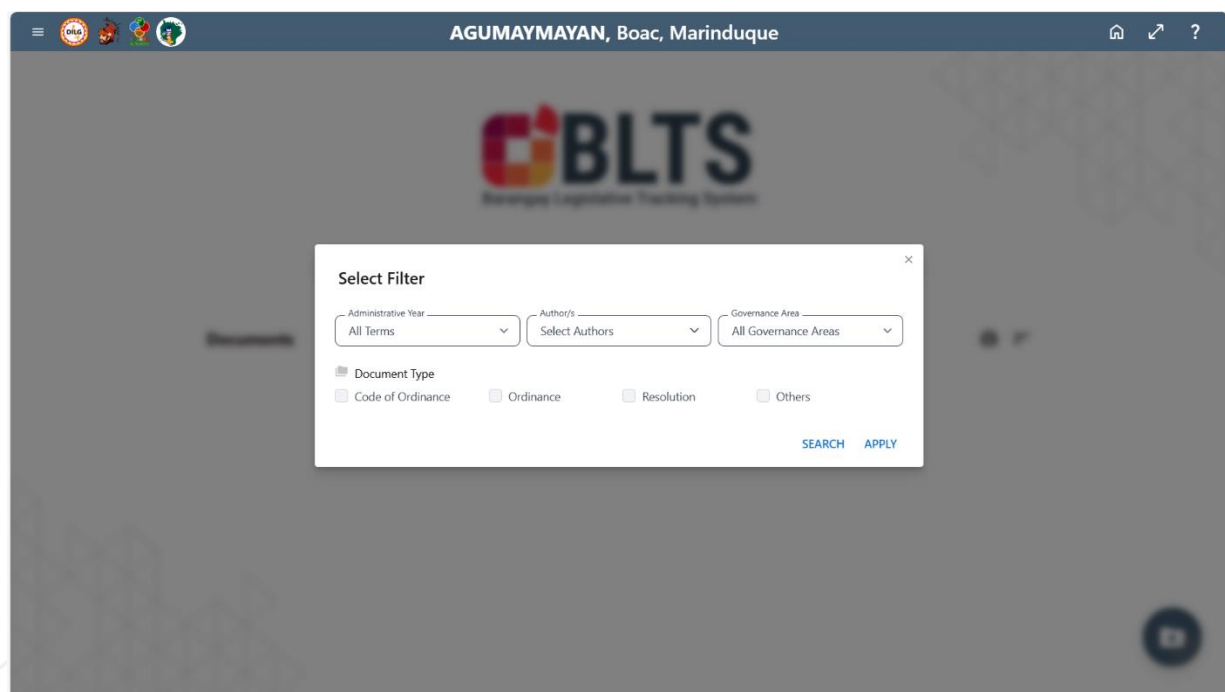 DILG
AGUMAYMAYAN, Boac, Marinduque
?
BLTS
Barangay Legislative Tracking System
Select Filter
Administrative Year
All Terms
Author/s
Select Authors
Governance Area
All Governance Areas
Documents
Document Type
Code of Ordinance
Ordinance
Resolution
Others
SEARCH APPLY